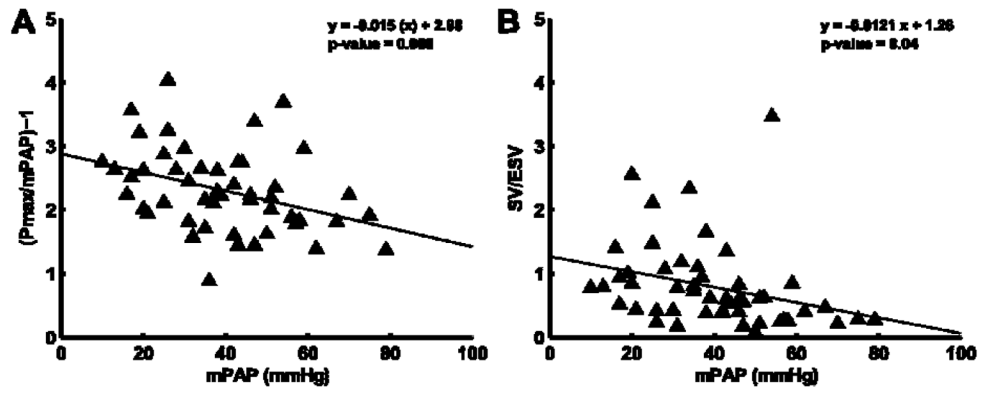 A
y = -0.015 (x) + 2.88
p-value =
5
4
3
2
1
0
(Pmax/mPAP)−1
0 20 40 60 80 100
mPAP (mmHg)
B
y = -0.0121 x + 1.26
p-value = 0.04
5
4
3
2
1
0
SV/ESV
0 20 40 60 80 100
mPAP (mmHg)